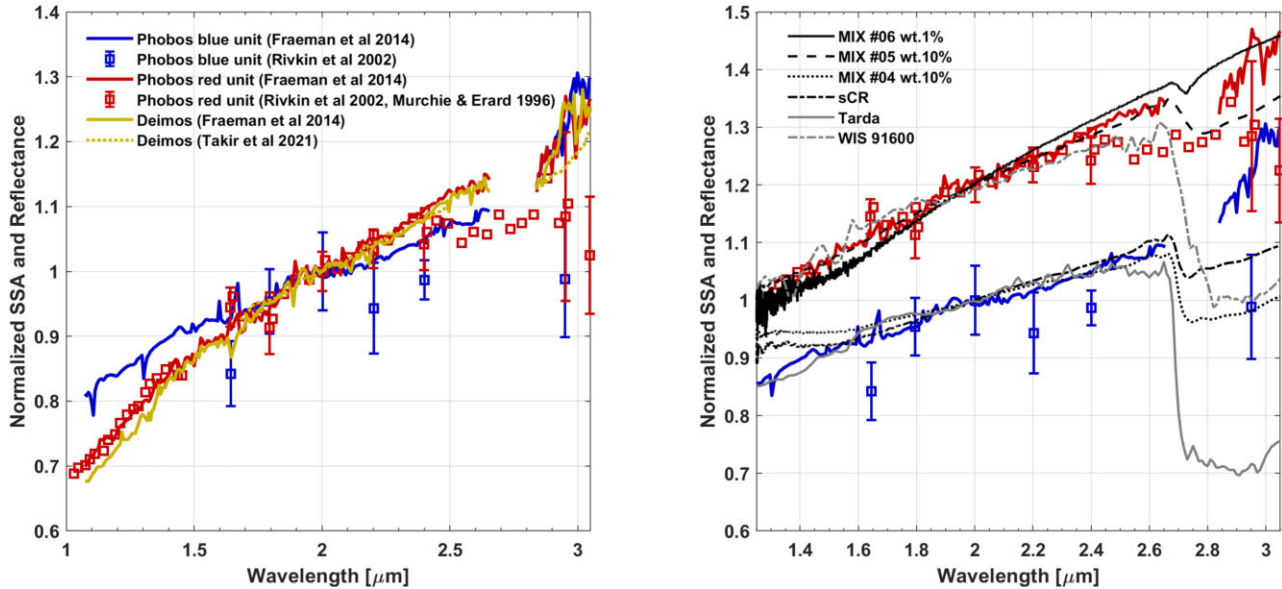 1.4
1.3
1.2
1.1
1
0.9
0.8
0.7
0.6
Normalized SSA and Reflectance
Phobos blue unit (Fraeman et al 2014)
Phobos blue unit (Rivkin 2002)
Phobos red unit (Fraeman et al 2014)
Phobos red unit (Rivkin et al 2002, Murchie & Erard 1996)
Deimos (Fraeman et al 2014)
Deimos (Takir et al 2021)
1 1.5 2 2.5 3
Wavelength [μm]
1.5
1.4
1.3
1.2
1.1
1
0.9
0.8
0.7
0.6
Normalized SSA and Reflectance
MIX #06 wt.1%
MIX #05 wt.10%
MIX #04 wt.10%
sCR
Tarda
WIS 91600
1.4 1.6 1.8 2 2.2 2.4 2.6 2.8 3
Wavelength [μm]